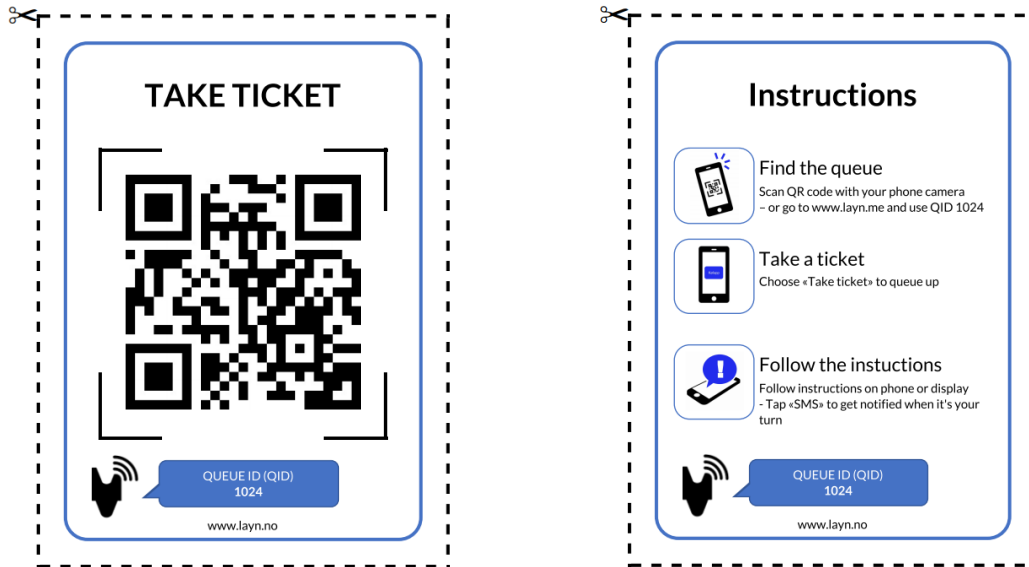 TAKE TICKET
QUEUE ID (QID)
1024
www.layn.no
Instructions
Find the queue
Scan QR code with your phone camera
– or go to www.layn.me and use QID 1024
Take a ticket
Choose «Take ticket» to queue up
Follow the instuctions
Follow instructions on phone or display
- Tap «SMS» to get notified when it's your
turn
QUEUE ID (QID)
1024
www.layn.no